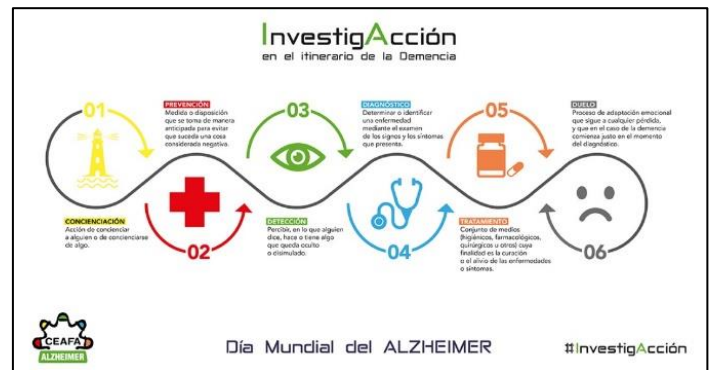 InvestigAcción
en el itinerario de la Demencia
01
PREVENCIÓN
Medida o disposición
que se toma de manera
anticipada para evitar
que suceda una cosa
considerada negativa.
03
DIAGNÓSTICO
Determinar o identificar
una enfermedad
mediante el examen
de los signos y los síntomas
que presenta.
05
DUELO
Proceso de adaptación emocional
que sigue a cualquier pérdida,
y que en el caso de la demencia
comienza justo en el momento
del diagnóstico.
CONCIENCIACIÓN
Acción de concienciar
a alguien o de concienciarse
de algo.
02
DETECCIÓN
Percibir, en lo que alguien
dice, hace o tiene algo
que queda oculto
o disimulado.
04
TRATAMIENTO
Conjunto de medios
(higiénicos, farmacológicos,
quirúrgicos u otros) cuya
finalidad es la curación
o el alivio de las enfermedades
o síntomas.
06
CEAFA
ALZHEIMER
Día Mundial del ALZHEIMER
#InvestigAcción